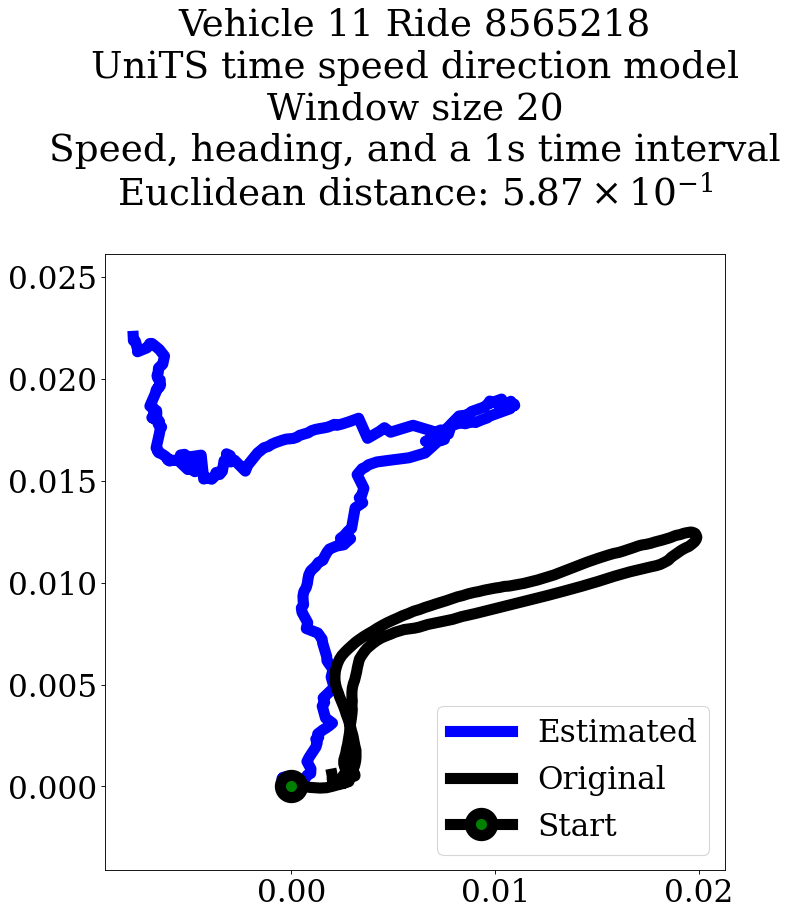 Vehicle 11 Ride 8565218
UniTS time speed direction model
Window size 20
Speed, heading, and a 1s time interval
Euclidean distance: 5.87 × 10⁻¹
0.025
0.020
0.015
0.010
0.005
0.000
Estimated
Original
Start
0.00
0.01
0.02